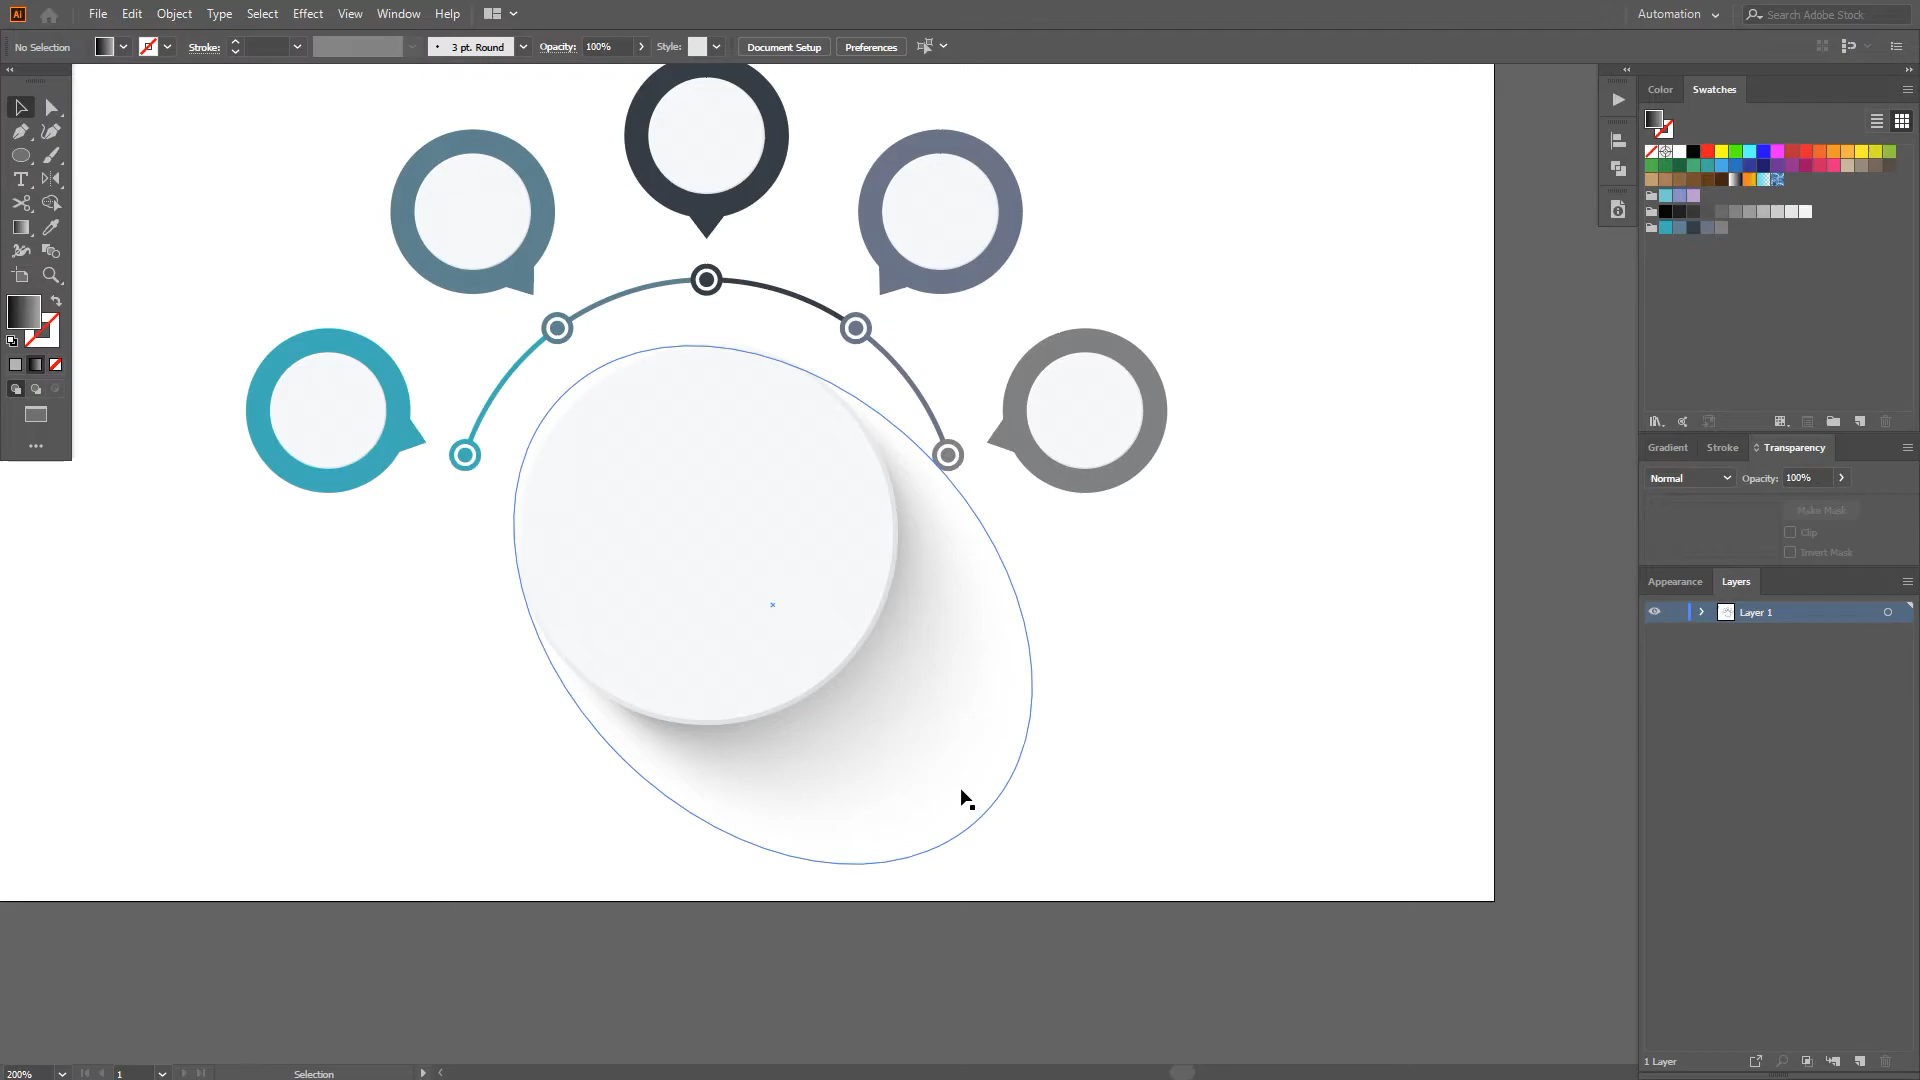 Ai File Edit Object Type Select Effect View Window Help Automation Search Adobe Stock
No Selection Stroke: 3 pt. Round Opacity: 100% Style: Document Setup Preferences
Color Swatches
Gradient Stroke Transparency
Normal Opacity: 100%
Make Mask
Clip
Invert Mask
Appearance Layers
Layer 1
1 Layer
200% 1 Selection